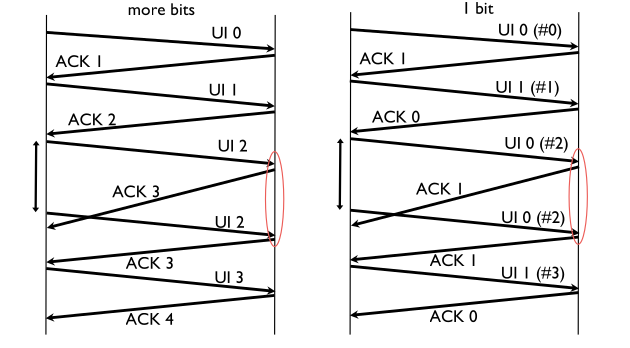 more bits
UI 0
ACK 1
UI 1
ACK 2
UI 2
ACK 3
UI 2
ACK 3
UI 3
ACK 4
1 bit
UI 0 (#0)
ACK 1
UI 1 (#1)
ACK 0
UI 0 (#2)
ACK 1
UI 0 (#2)
ACK 1
UI 1 (#3)
ACK 0